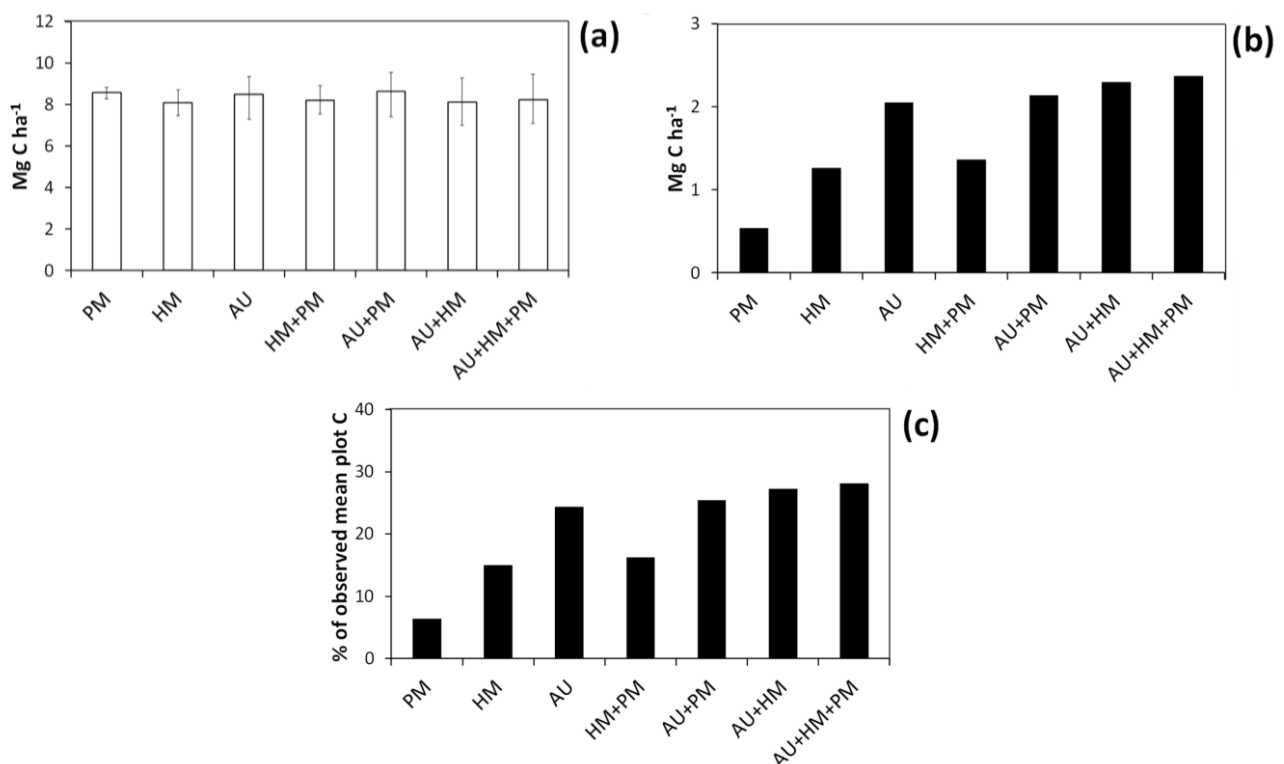 (a)
Mg C ha⁻¹
12
10
8
6
4
2
0
PM
HM
AU
HM+PM
AU+PM
AU+HM
AU+HM+PM
(b)
Mg C ha⁻¹
3
2
1
0
PM
HM
AU
HM+PM
AU+PM
AU+HM
AU+HM+PM
(c)
% of observed mean plot C
40
30
20
10
0
PM
HM
AU
HM+PM
AU+PM
AU+HM
AU+HM+PM